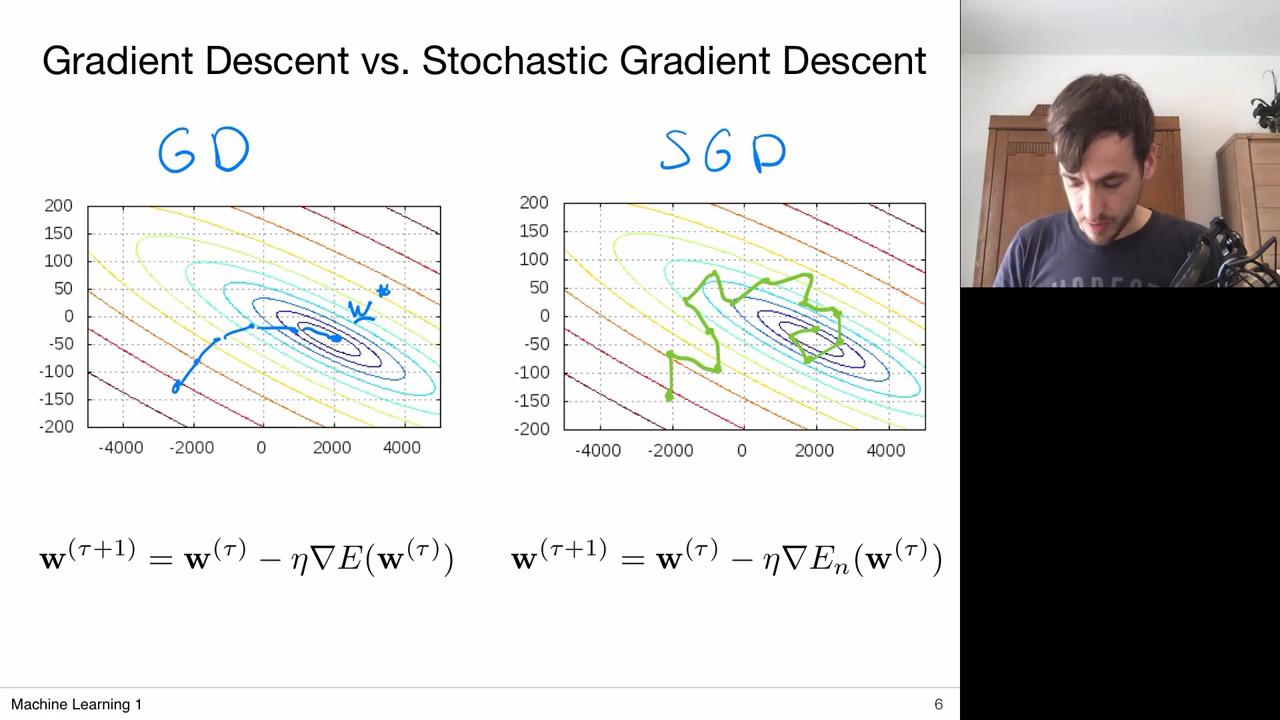 Gradient Descent vs. Stochastic Gradient Descent
GD
SGD
200
150
100
50
0
-50
-100
-150
-200
-4000 -2000 0 2000 4000
w*
200
150
100
50
0
-50
-100
-150
-200
-4000 -2000 0 2000 4000
w^(τ+1) = w^(τ) − η∇E(w^(τ))
w^(τ+1) = w^(τ) − η∇E_n(w^(τ))
Machine Learning 1
6